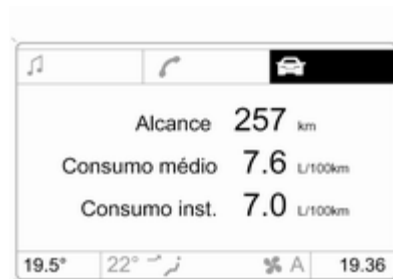 Alcance 257 km
Consumo médio 7.6 L/100km
Consumo inst. 7.0 L/100km
19.5° 22° A 19.36